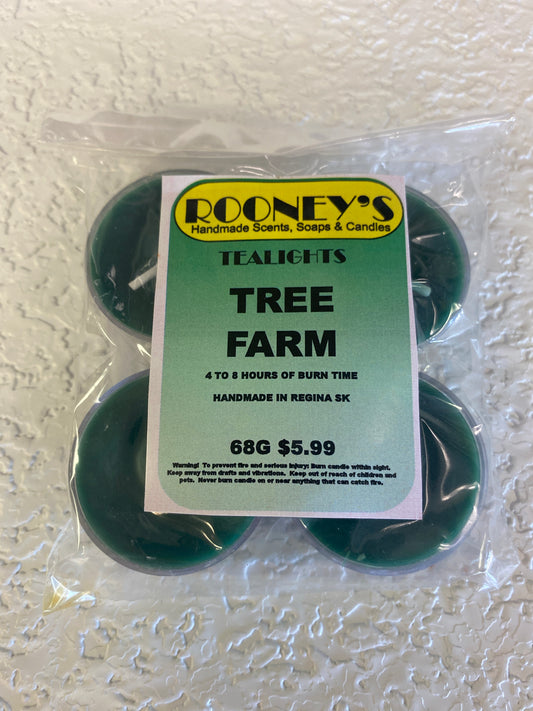 ROONEY'S
Handmade Scents, Soaps & Candles
TEALIGHTS
TREE
FARM
4 TO 8 HOURS OF BURN TIME
HANDMADE IN REGINA SK
68G $5.99
Warning! To prevent fire and serious injury: Burn candle within sight.
Keep away from drafts and vibrations. Keep out of reach of children and
pets. Never burn candle on or near anything that can catch fire.